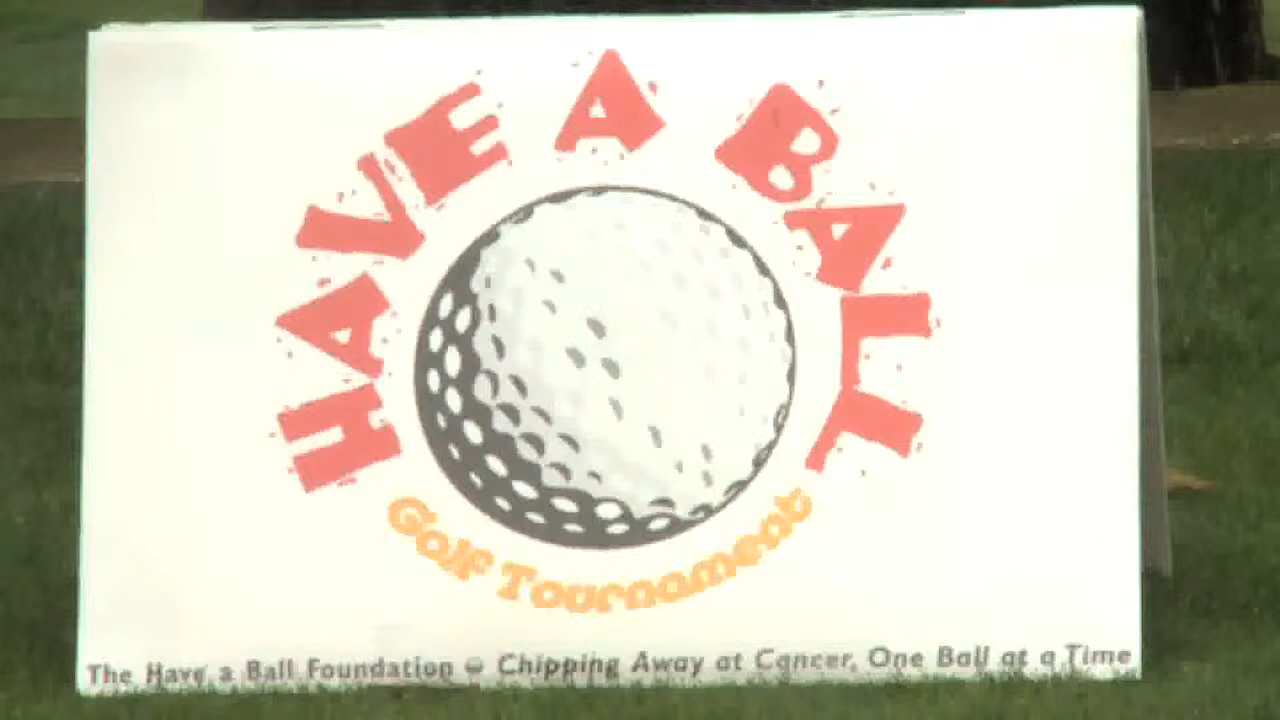 HAVE A BALL
Golf Tournament
The Have a Ball Foundation Chipping Away at Cancer, One Ball at a Time